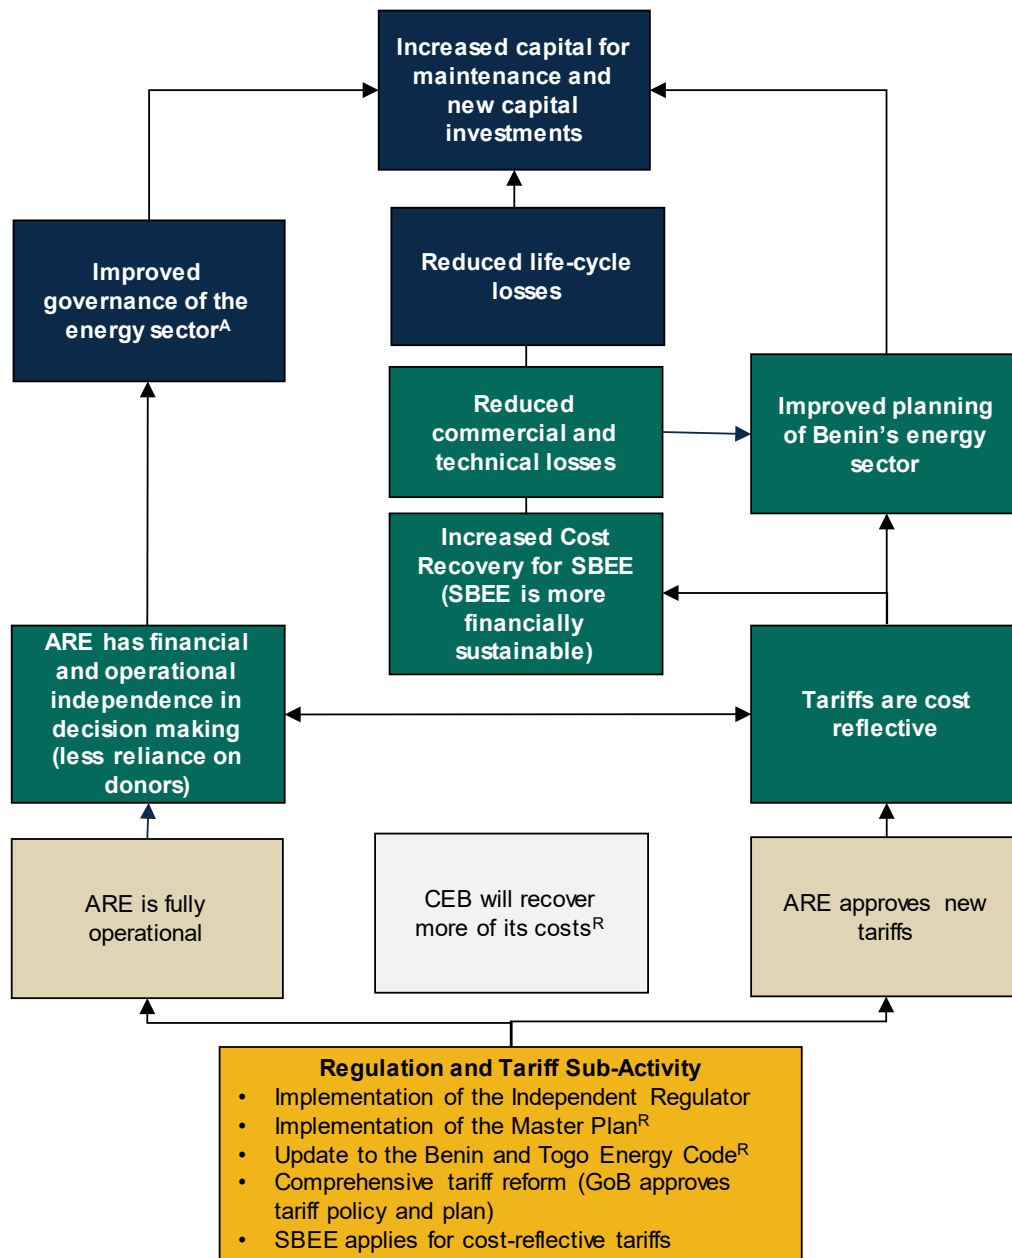 Increased capital for
maintenance and
new capital
investments
Improved
governance of the
energy sectorᴬ
Reduced life-cycle
losses
Reduced
commercial and
technical losses
Improved planning
of Benin’s energy
sector
Increased Cost
Recovery for SBEE
(SBEE is more
financially
sustainable)
ARE has financial
and operational
independence in
decision making
(less reliance on
donors)
Tariffs are cost
reflective
ARE is fully
operational
CEB will recover
more of its costsᴿ
ARE approves new
tariffs
Regulation and Tariff Sub-Activity
• Implementation of the Independent Regulator
• Implementation of the Master Planᴿ
• Update to the Benin and Togo Energy Codeᴿ
• Comprehensive tariff reform (GoB approves
tariff policy and plan)
• SBEE applies for cost-reflective tariffs